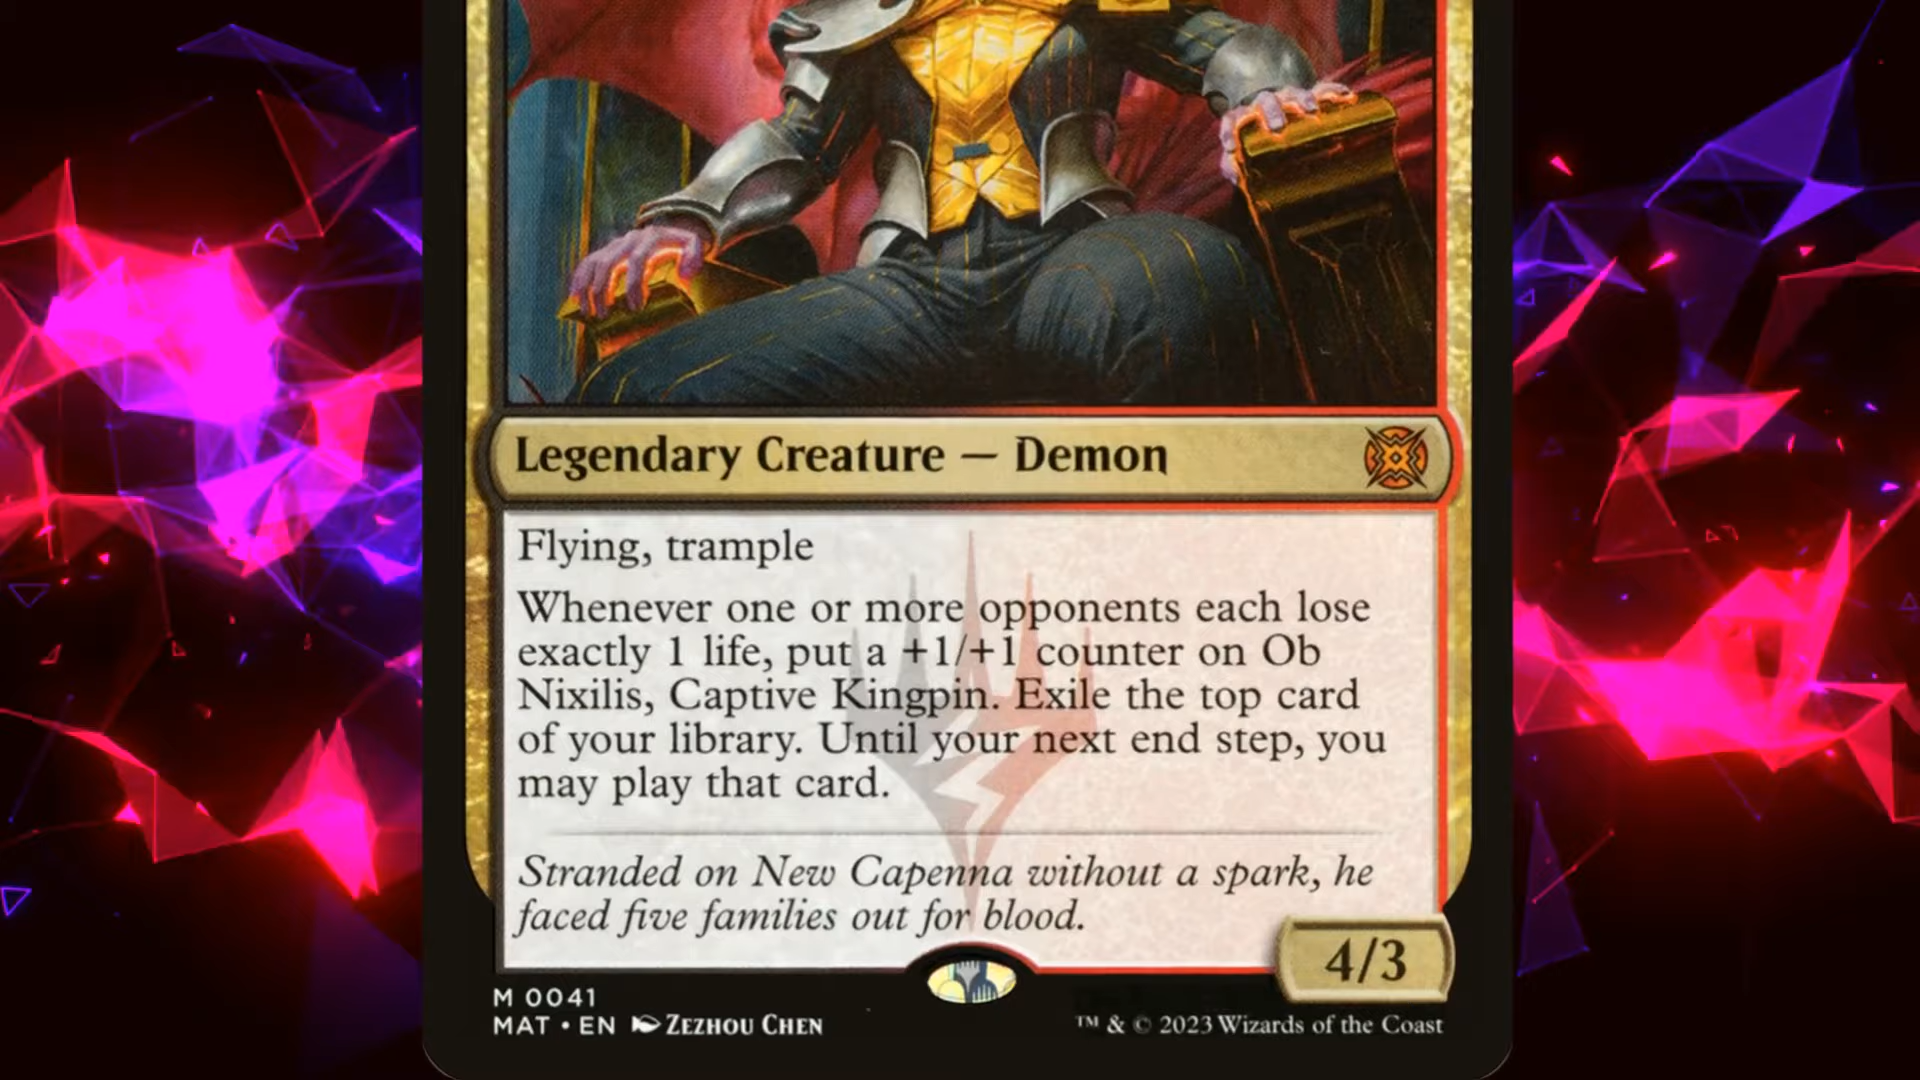 Legendary Creature — Demon
Flying, trample
Whenever one or more opponents each lose
exactly 1 life, put a +1/+1 counter on Ob
Nixilis, Captive Kingpin. Exile the top card
of your library. Until your next end step, you
may play that card.
Stranded on New Capenna without a spark, he
faced five families out for blood.
4/3
M 0041
MAT • EN Zezhou Chen
™ & © 2023 Wizards of the Coast